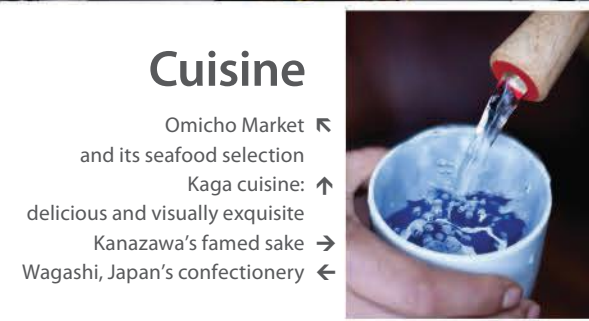 Cuisine
Omicho Market ↖
and its seafood selection
Kaga cuisine: ↑
delicious and visually exquisite
Kanazawa's famed sake →
Wagashi, Japan's confectionery ←